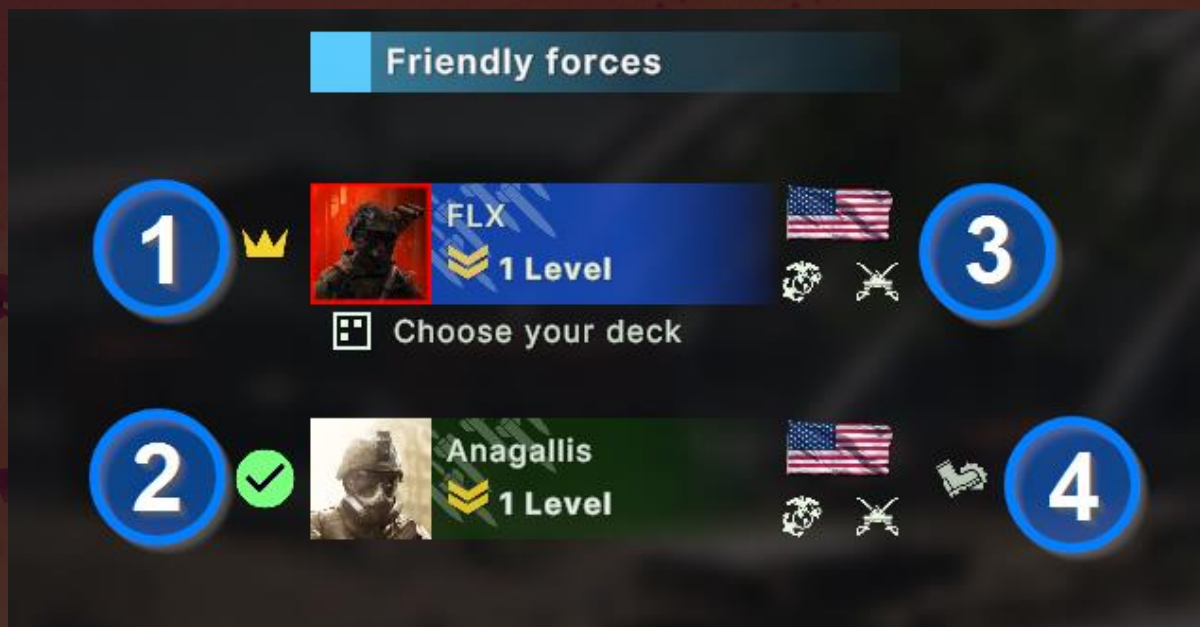 Friendly forces
1
FLX
1 Level
3
Choose your deck
2
Anagallis
1 Level
4